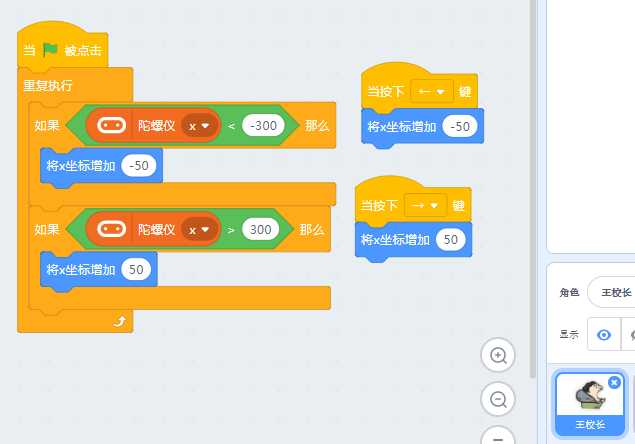 当 被点击
重复执行
如果 陀螺仪 x < -300 那么
将x坐标增加 -50
如果 陀螺仪 x > 300 那么
将x坐标增加 50
当按下 ← 键
将x坐标增加 -50
当按下 → 键
将x坐标增加 50
角色 王校长
显示
王校长